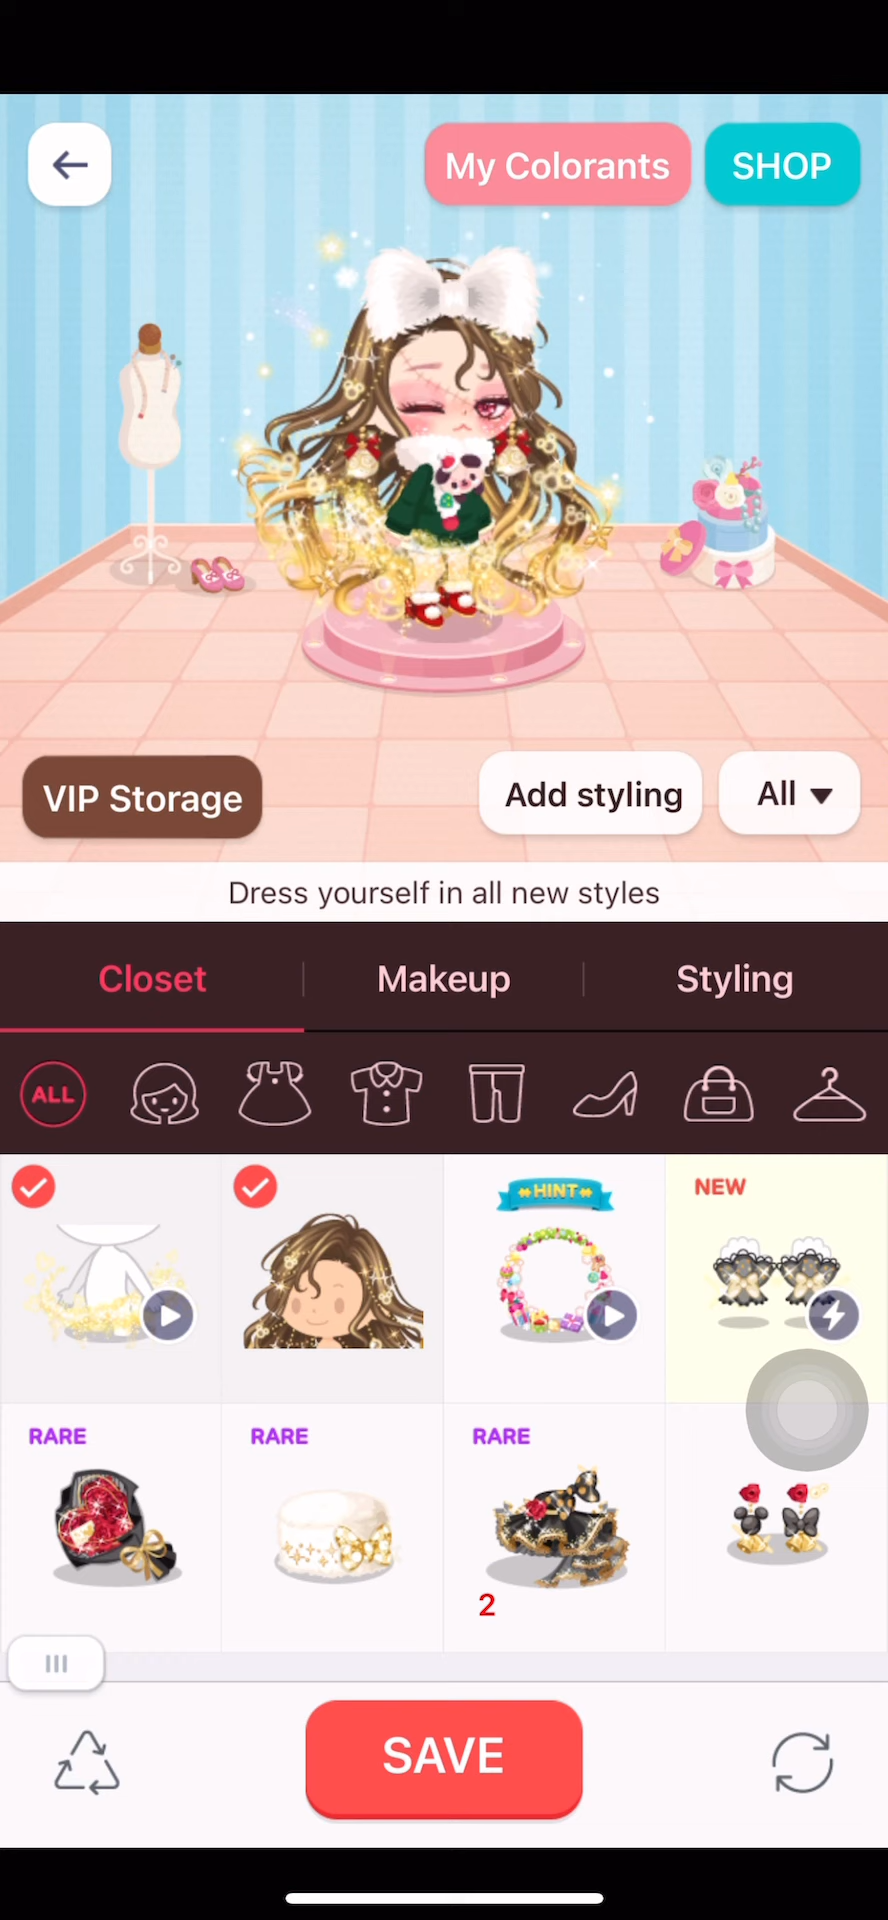 My Colorants
SHOP
VIP Storage
Add styling
All
Dress yourself in all new styles
Closet
Makeup
Styling
ALL
HINT
NEW
RARE
RARE
RARE
2
SAVE